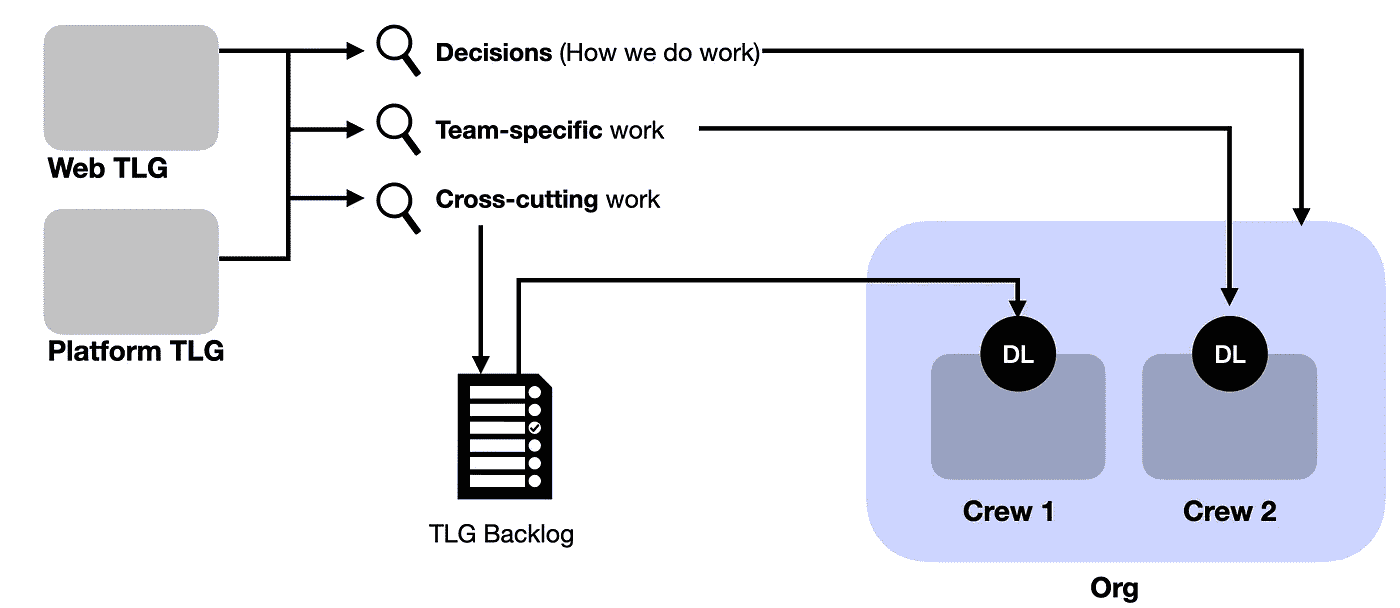 Decisions (How we do work)
Team-specific work
Web TLG
Cross-cutting work
Platform TLG
DL
DL
Crew 1
Crew 2
TLG Backlog
Org